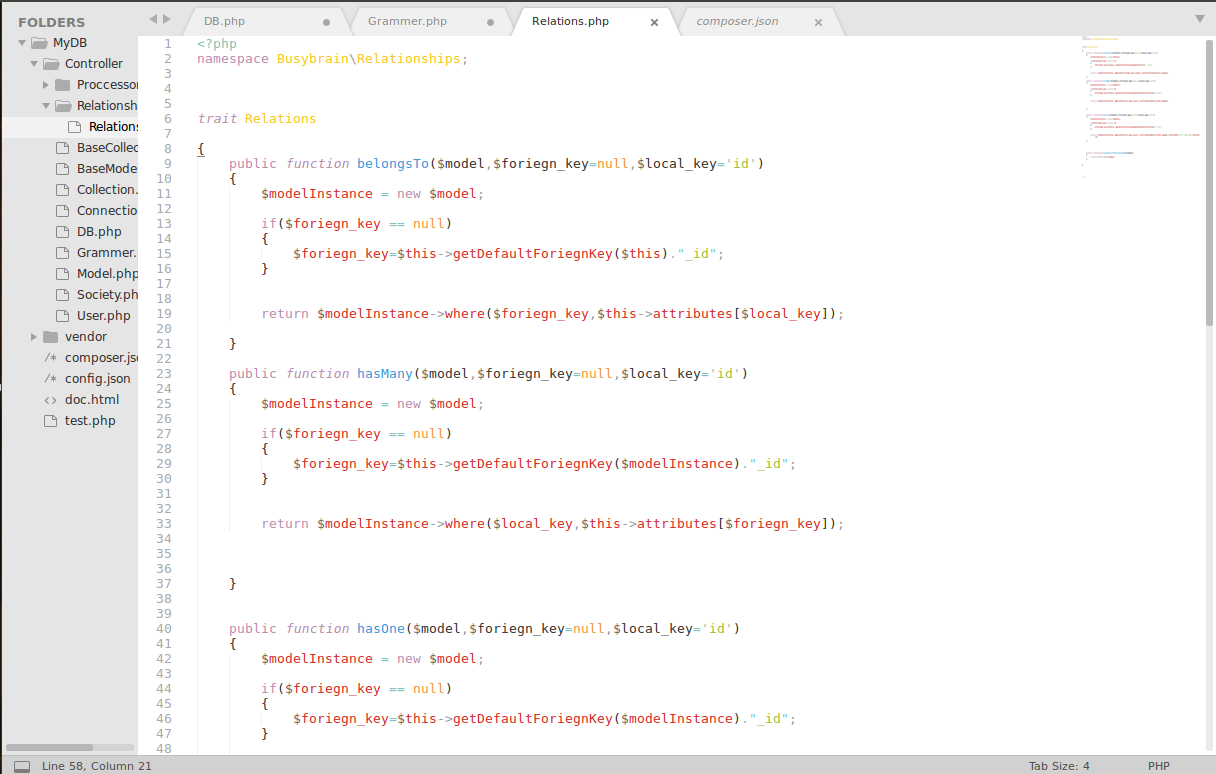 FOLDERS
MyDB
Controller
Proccessor
Relationsh
Relations
BaseCollec
BaseMode
Collection.
Connectio
DB.php
Grammer.
Model.php
Society.ph
User.php
vendor
/* composer.jso
/* config.json
<> doc.html
test.php
DB.php
Grammer.php
Relations.php
composer.json
1 <?php
2 namespace Busybrain\Relationships;
3
4
5
6 trait Relations
7
8 {
9 public function belongsTo($model,$foriegn_key=null,$local_key='id')
10 {
11 $modelInstance = new $model;
12
13 if($foriegn_key == null)
14 {
15 $foriegn_key=$this->getDefaultForiegnKey($this)."_id";
16 }
17
18
19 return $modelInstance->where($foriegn_key,$this->attributes[$local_key]);
20
21 }
22
23 public function hasMany($model,$foriegn_key=null,$local_key='id')
24 {
25 $modelInstance = new $model;
26
27 if($foriegn_key == null)
28 {
29 $foriegn_key=$this->getDefaultForiegnKey($modelInstance)."_id";
30 }
31
32
33 return $modelInstance->where($local_key,$this->attributes[$foriegn_key]);
34
35
36
37 }
38
39
40 public function hasOne($model,$foriegn_key=null,$local_key='id')
41 {
42 $modelInstance = new $model;
43
44 if($foriegn_key == null)
45 {
46 $foriegn_key=$this->getDefaultForiegnKey($modelInstance)."_id";
47 }
48
Line 58, Column 21
Tab Size: 4
PHP